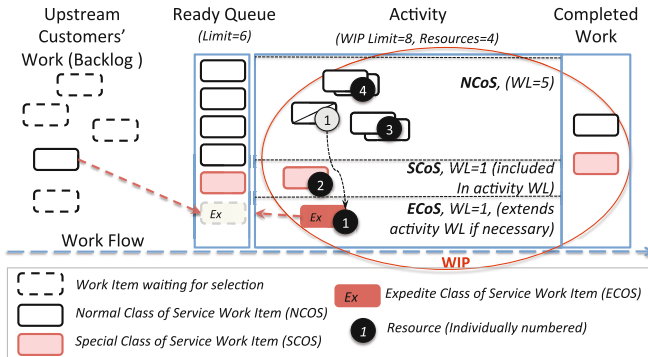 Upstream
Customers'
Work (Backlog )
Ready Queue
(Limit=6)
Activity
(WIP Limit=8, Resources=4)
Completed
Work
4
NCoS, (WL=5)
1
3
SCoS, WL=1 (included
In activity WL)
2
ECoS, WL=1, (extends
activity WL if necessary)
Ex
Ex
1
Work Flow
WIP
Work Item waiting for selection
Normal Class of Service Work Item (NCOS)
Special Class of Service Work Item (SCOS)
Ex
Expedite Class of Service Work Item (ECOS)
1
Resource (Individually numbered)